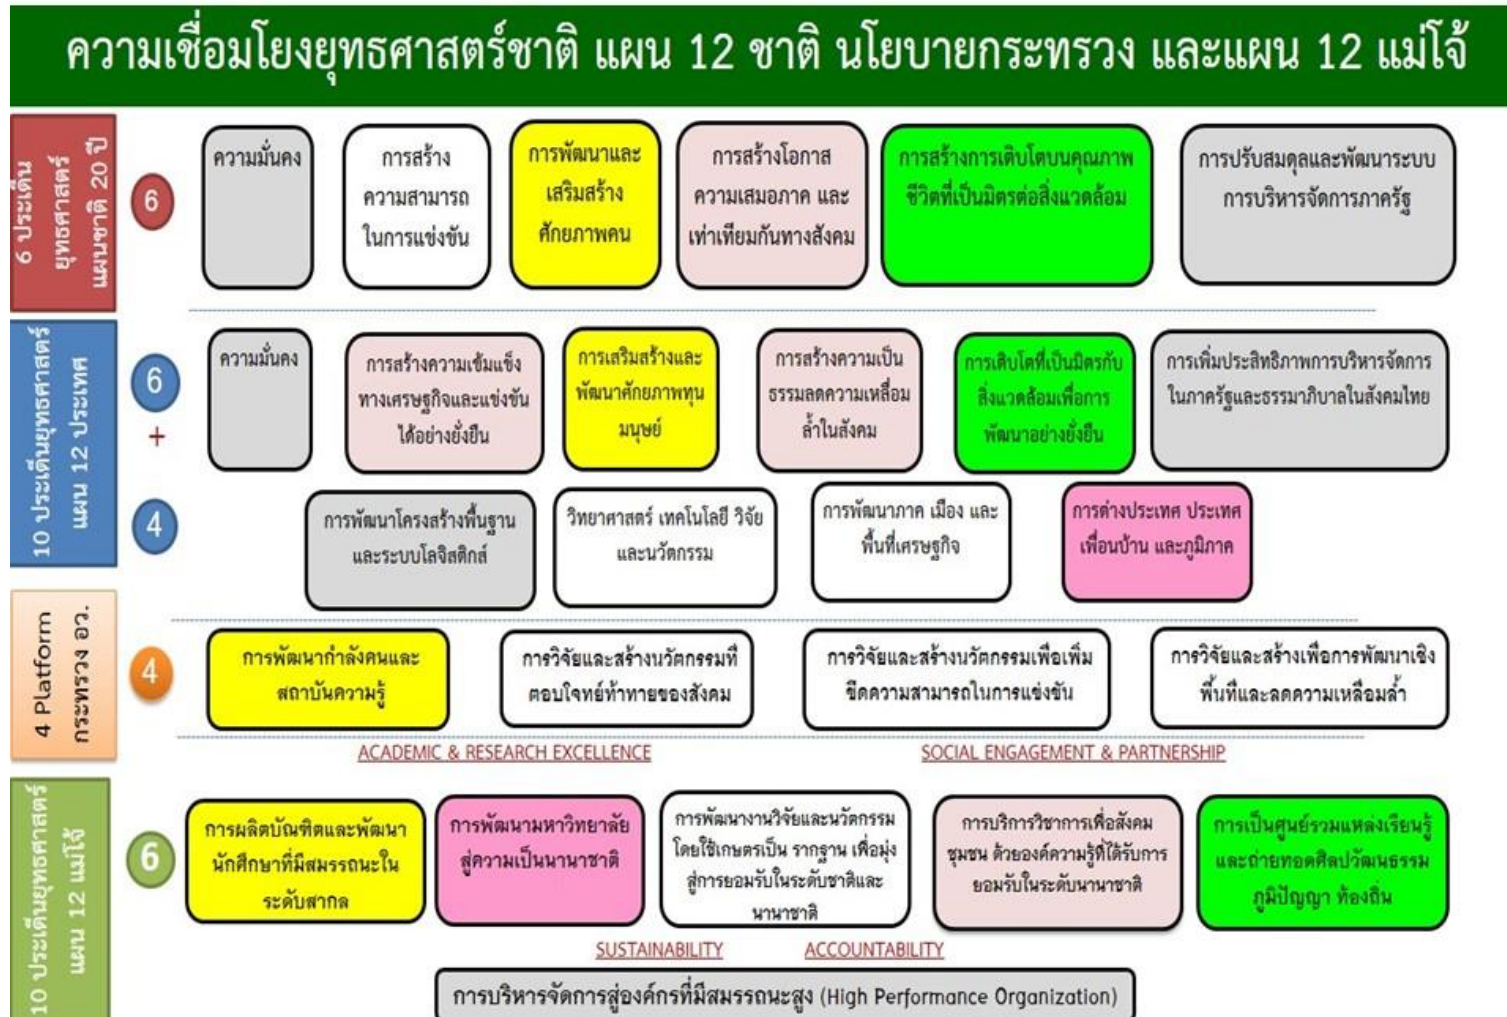 ความเชื่อมโยงยุทธศาสตร์ชาติ แผน 12 ชาติ นโยบายกระทรวง และแผน 12 แม่โจ้
6 ประเด็น
ยุทธศาสตร์
แผนชาติ 20 ปี
6
ความมั่นคง
การสร้าง
ความสามารถ
ในการแข่งขัน
การพัฒนาและ
เสริมสร้าง
ศักยภาพคน
การสร้างโอกาส
ความเสมอภาค และ
เท่าเทียมกันทางสังคม
การสร้างการเติบโตบนคุณภาพ
ชีวิตที่เป็นมิตรต่อสิ่งแวดล้อม
การปรับสมดุลและพัฒนาระบบ
การบริหารจัดการภาครัฐ
10 ประเด็นยุทธศาสตร์
แผน 12 ประเทศ
6
+
4
ความมั่นคง
การสร้างความเข้มแข็ง
ทางเศรษฐกิจและแข่งขัน
ได้อย่างยั่งยืน
การเสริมสร้างและ
พัฒนาศักยภาพทุน
มนุษย์
การสร้างความเป็น
ธรรมลดความเหลื่อม
ล้ำในสังคม
การเติบโตที่เป็นมิตรกับ
สิ่งแวดล้อมเพื่อการ
พัฒนาอย่างยั่งยืน
การเพิ่มประสิทธิภาพการบริหารจัดการ
ในภาครัฐและธรรมาภิบาลในสังคมไทย
การพัฒนาโครงสร้างพื้นฐาน
และระบบโลจิสติกส์
วิทยาศาสตร์ เทคโนโลยี วิจัย
และนวัตกรรม
การพัฒนาภาค เมือง และ
พื้นที่เศรษฐกิจ
การต่างประเทศ ประเทศ
เพื่อนบ้าน และภูมิภาค
4 Platform
กระทรวง อว.
4
การพัฒนากำลังคนและ
สถาบันความรู้
การวิจัยและสร้างนวัตกรรมที่
ตอบโจทย์ท้าทายของสังคม
การวิจัยและสร้างนวัตกรรมเพื่อเพิ่ม
ขีดความสามารถในการแข่งขัน
การวิจัยและสร้างเพื่อการพัฒนาเชิง
พื้นที่และลดความเหลื่อมล้ำ
ACADEMIC & RESEARCH EXCELLENCE
SOCIAL ENGAGEMENT & PARTNERSHIP
10 ประเด็นยุทธศาสตร์
แผน 12 แม่โจ้
6
การผลิตบัณฑิตและพัฒนา
นักศึกษาที่มีสมรรถนะใน
ระดับสากล
การพัฒนามหาวิทยาลัย
สู่ความเป็นนานาชาติ
การพัฒนางานวิจัยและนวัตกรรม
โดยใช้เกษตรเป็น รากฐาน เพื่อมุ่ง
สู่การยอมรับในระดับชาติและ
นานาชาติ
การบริการวิชาการเพื่อสังคม
ชุมชน ด้วยองค์ความรู้ที่ได้รับการ
ยอมรับในระดับนานาชาติ
การเป็นศูนย์รวมแหล่งเรียนรู้
และถ่ายทอดศิลปวัฒนธรรม
ภูมิปัญญา ท้องถิ่น
SUSTAINABILITY
ACCOUNTABILITY
การบริหารจัดการสู่องค์กรที่มีสมรรถนะสูง (High Performance Organization)